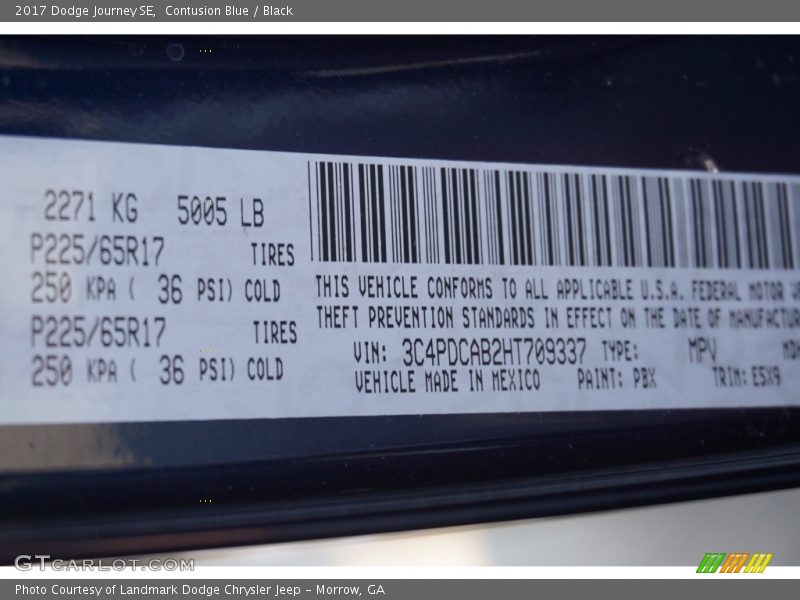 2017 Dodge Journey SE, Contusion Blue / Black
2271 KG 5005 LB
P225/65R17 TIRES
250 KPA ( 36 PSI) COLD
P225/65R17 TIRES
250 KPA ( 36 PSI) COLD
THIS VEHICLE CONFORMS TO ALL APPLICABLE U.S.A. FEDERAL MOTOR
THEFT PREVENTION STANDARDS IN EFFECT ON THE DATE OF MANUFACTUR
VIN: 3C4PDCAB2HT709337 TYPE: MPV
VEHICLE MADE IN MEXICO PAINT: PBX TRIM: E5X9
GTCARLOT.COM
Photo Courtesy of Landmark Dodge Chrysler Jeep – Morrow, GA